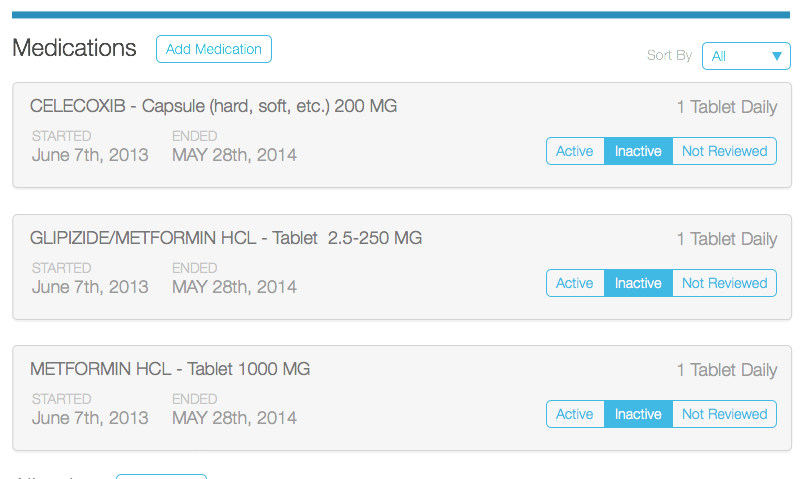 Medications
Add Medication
Sort By
All
CELECOXIB - Capsule (hard, soft, etc.) 200 MG
1 Tablet Daily
STARTED
ENDED
June 7th, 2013
MAY 28th, 2014
Active
Inactive
Not Reviewed
GLIPIZIDE/METFORMIN HCL - Tablet  2.5-250 MG
1 Tablet Daily
STARTED
ENDED
June 7th, 2013
MAY 28th, 2014
Active
Inactive
Not Reviewed
METFORMIN HCL - Tablet 1000 MG
1 Tablet Daily
STARTED
ENDED
June 7th, 2013
MAY 28th, 2014
Active
Inactive
Not Reviewed